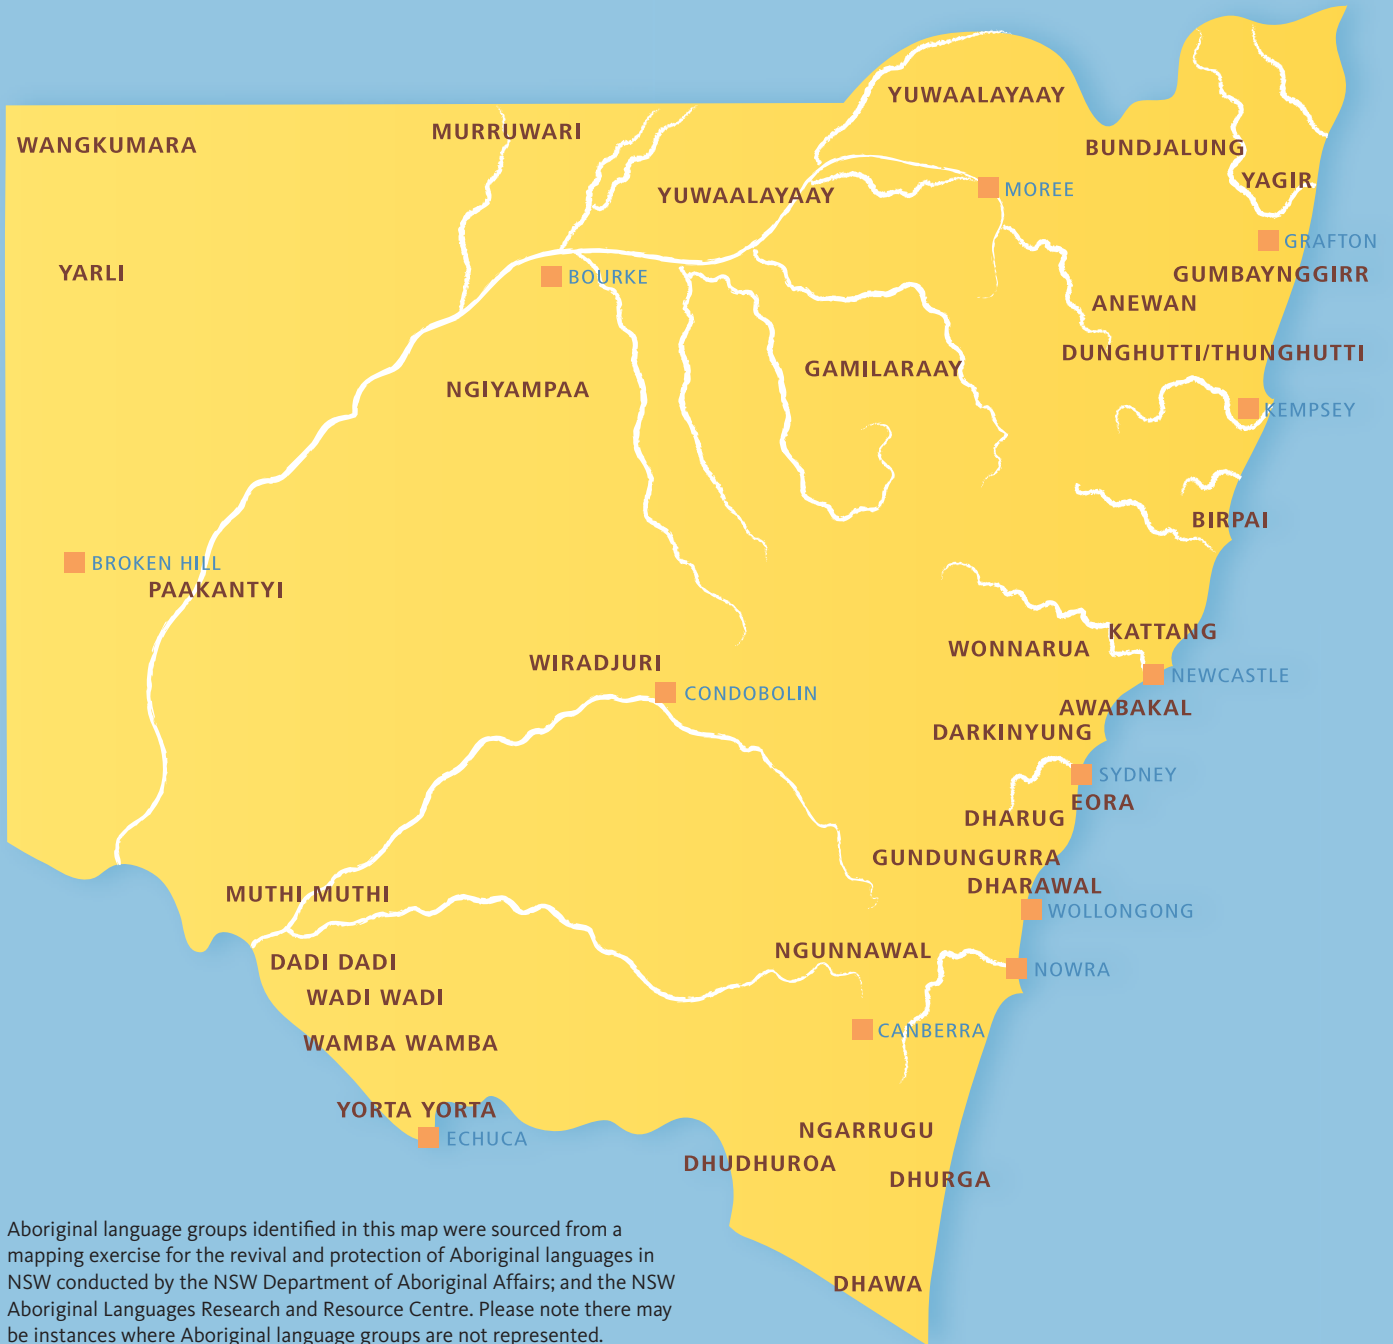 YUWAALAYAAY
MURRUWARI
WANGKUMARA
BUNDJALUNG
YAGIR
MOREE
YUWAALAYAAY
GRAFTON
YARLI
BOURKE
GUMBAYNGGIRR
ANEWAN
DUNGHUTTI/THUNGHUTTI
GAMILARAAY
NGIYAMPAA
KEMPSEY
BIRPAI
BROKEN HILL
PAAKANTYI
KATTANG
WONNARUA
WIRADJURI
NEWCASTLE
CONDOBOLIN
AWABAKAL
DARKINYUNG
SYDNEY
EORA
DHARUG
GUNDUNGURRA
DHARAWAL
MUTHI MUTHI
WOLLONGONG
NGUNNAWAL
DADI DADI
NOWRA
WADI WADI
CANBERRA
WAMBA WAMBA
YORTA YORTA
NGARRUGU
ECHUCA
DHUDHUROA
DHURGA
DHAWA
Aboriginal language groups identified in this map were sourced from a
mapping exercise for the revival and protection of Aboriginal languages in
NSW conducted by the NSW Department of Aboriginal Affairs; and the NSW
Aboriginal Languages Research and Resource Centre. Please note there may
be instances where Aboriginal language groups are not represented.